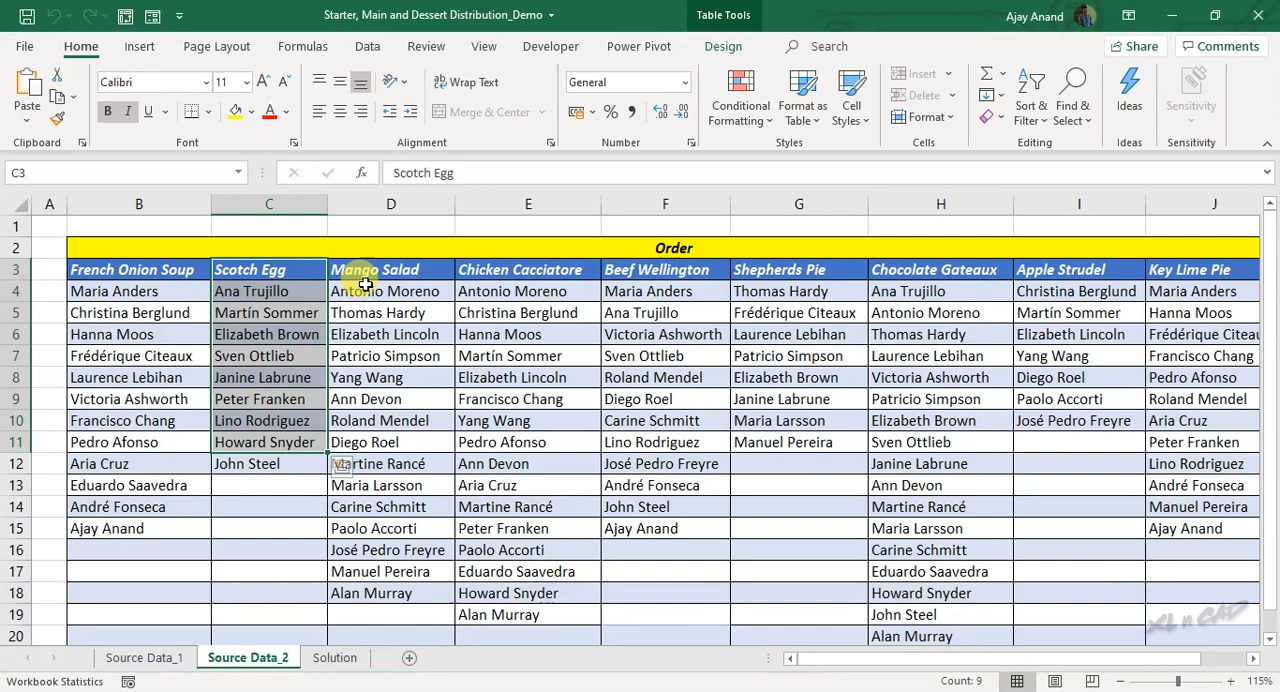 Starter, Main and Dessert Distribution_Demo
Table Tools
Ajay Anand
File Home Insert Page Layout Formulas Data Review View Developer Power Pivot Design Search Share Comments
Paste
Calibri 11
Wrap Text
General
Conditional Formatting
Format as Table
Cell Styles
Insert
Delete
Format
Sort & Filter
Find & Select
Ideas
Sensitivity
B I U
Merge & Center
Clipboard Font Alignment Number Styles Cells Editing Ideas Sensitivity
C3 fx Scotch Egg
A B C D E F G H I J
1
2 Order
3 French Onion Soup Scotch Egg Mango Salad Chicken Cacciatore Beef Wellington Shepherds Pie Chocolate Gateaux Apple Strudel Key Lime Pie
4 Maria Anders Ana Trujillo Antonio Moreno Antonio Moreno Maria Anders Thomas Hardy Ana Trujillo Christina Berglund Maria Anders
5 Christina Berglund Martín Sommer Thomas Hardy Christina Berglund Ana Trujillo Frédérique Citeaux Antonio Moreno Martín Sommer Hanna Moos
6 Hanna Moos Elizabeth Brown Elizabeth Lincoln Hanna Moos Victoria Ashworth Laurence Lebihan Thomas Hardy Elizabeth Lincoln Frédérique Citea
7 Frédérique Citeaux Sven Ottlieb Patricio Simpson Martín Sommer Sven Ottlieb Patricio Simpson Laurence Lebihan Yang Wang Francisco Chang
8 Laurence Lebihan Janine Labrune Yang Wang Elizabeth Lincoln Roland Mendel Elizabeth Brown Victoria Ashworth Diego Roel Pedro Afonso
9 Victoria Ashworth Peter Franken Ann Devon Francisco Chang Diego Roel Janine Labrune Patricio Simpson Paolo Accorti Roland Mendel
10 Francisco Chang Lino Rodriguez Roland Mendel Yang Wang Carine Schmitt Maria Larsson Elizabeth Brown José Pedro Freyre Aria Cruz
11 Pedro Afonso Howard Snyder Diego Roel Pedro Afonso Lino Rodriguez Manuel Pereira Sven Ottlieb Peter Franken
12 Aria Cruz John Steel Martine Rancé Ann Devon José Pedro Freyre Janine Labrune Lino Rodriguez
13 Eduardo Saavedra Maria Larsson Aria Cruz André Fonseca Ann Devon André Fonseca
14 André Fonseca Carine Schmitt Martine Rancé John Steel Martine Rancé Manuel Pereira
15 Ajay Anand Paolo Accorti Peter Franken Ajay Anand Maria Larsson Ajay Anand
16 José Pedro Freyre Paolo Accorti Carine Schmitt
17 Manuel Pereira Eduardo Saavedra Eduardo Saavedra
18 Alan Murray Howard Snyder Howard Snyder
19 Alan Murray John Steel
20 Alan Murray
XL n CAD
Source Data_1 Source Data_2 Solution
Workbook Statistics Count: 9 115%